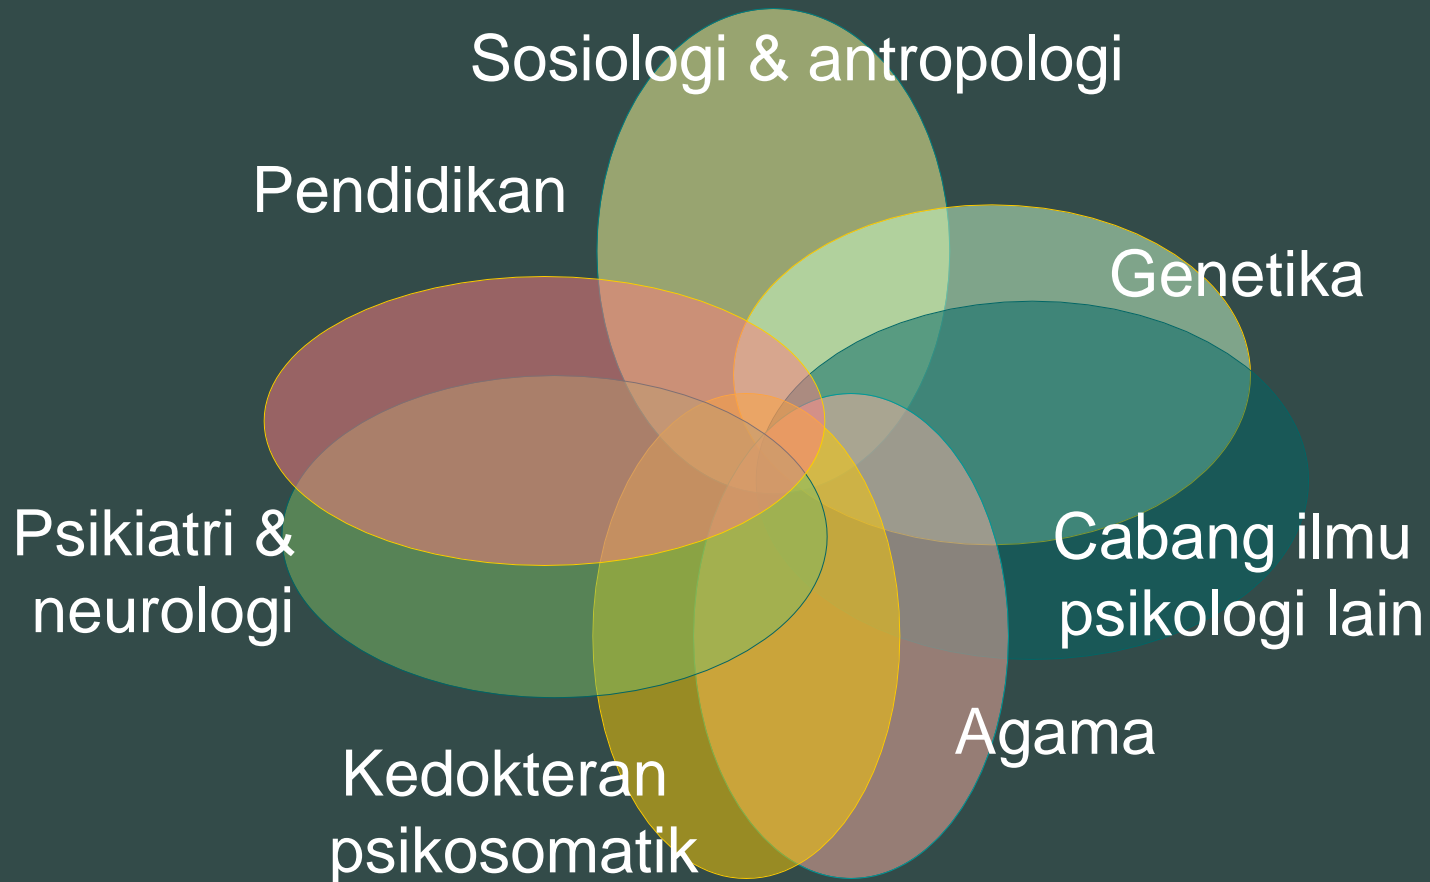 Sosiologi & antropologi
Pendidikan
Genetika
Psikiatri &
neurologi
Cabang ilmu
psikologi lain
Agama
Kedokteran
psikosomatik